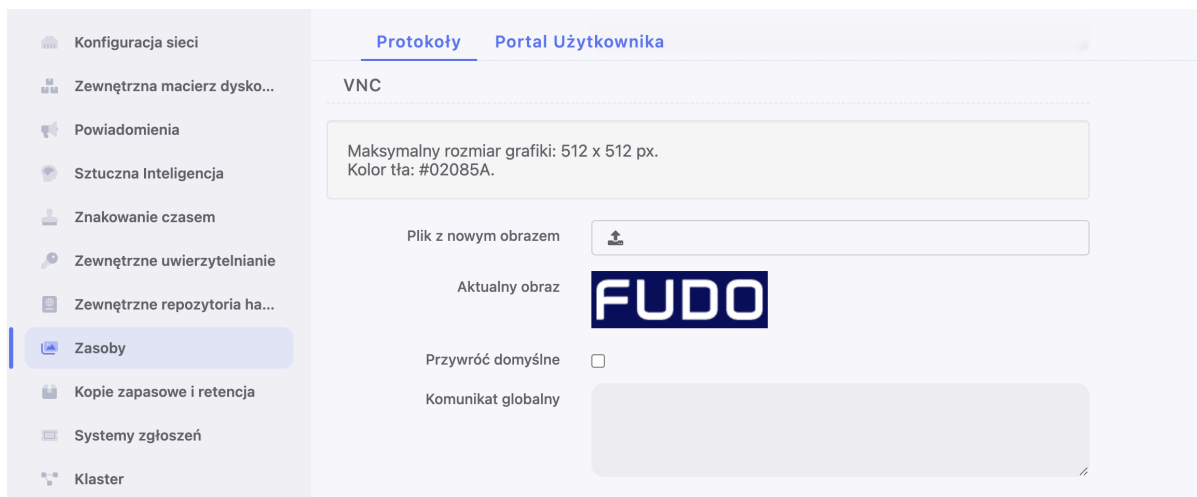 Konfiguracja sieci
Zewnętrzna macierz dysko...
Powiadomienia
Sztuczna Inteligencja
Znakowanie czasem
Zewnętrzne uwierzytelnianie
Zewnętrzne repozytoria ha...
Zasoby
Kopie zapasowe i retencja
Systemy zgłoszeń
Klaster
Protokoły Portal Użytkownika
VNC
Maksymalny rozmiar grafiki: 512 x 512 px.
Kolor tła: #02085A.
Plik z nowym obrazem
Aktualny obraz
FUDO
Przywróć domyślne
Komunikat globalny